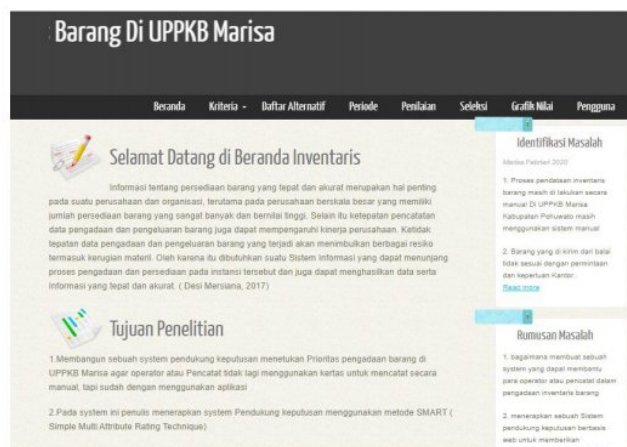 Barang Di UPPKB Marisa
Beranda Kriteria - Daftar Alternatif Periode Penilaian Seleksi Grafik Nilai Pengguna
Selamat Datang di Beranda Inventaris
Informasi tentang persediaan barang yang tepat dan akurat merupakan hal penting
pada suatu perusahaan dan organisasi, terutama pada perusahaan berskala besar yang memiliki
jumlah persediaan barang yang sangat banyak dan bernilai tinggi. Selain itu ketepatan pencatatan
data pengadaan dan pengeluaran barang juga dapat mempengaruhi kinerja perusahaan. Ketidak
tepatan data pengadaan dan pengeluaran barang yang terjadi akan menimbulkan berbagai resiko
termasuk kerugian materil. Oleh karena itu dibutuhkan suatu Sistem informasi yang dapat menunjang
proses pengadaan dan persediaan pada instansi tersebut dan juga dapat menghasilkan data serta
informasi yang tepat dan akurat. ( Desi Mersiana, 2017)
Tujuan Penelitian
1.Membangun sebuah system pendukung keputusan menetukan Prioritas pengadaan barang di
UPPKB Marisa agar operator atau Pencatat tidak lagi menggunakan kertas untuk mencatat secara
manual, tapi sudah dengan menggunakan aplikasi
2.Pada system ini penulis menerapkan system Pendukung keputusan menggunakan metode SMART (
Simple Multi Attribute Rating Technique)
Identifikasi Masalah
Marisa Februari 2020
1. Proses pendataan inventaris
barang masih di lakukan secara
manual Di UPPKB Marisa
Kabupatan Pohuwato masih
menggunakan sistem manual
2. Barang yang di kirim dari balai
tidak sesuai dengan permintaan
dan keperluan Kantor.
Read more
Rumusan Masalah
1. bagaimana membuat sebuah
system yang dapat membantu
para operator atau pencatat dalam
pengadaan inventaris barang
2. menerapkan sebuah Sistem
pendukung keputusan berbasis
web untuk memberikan